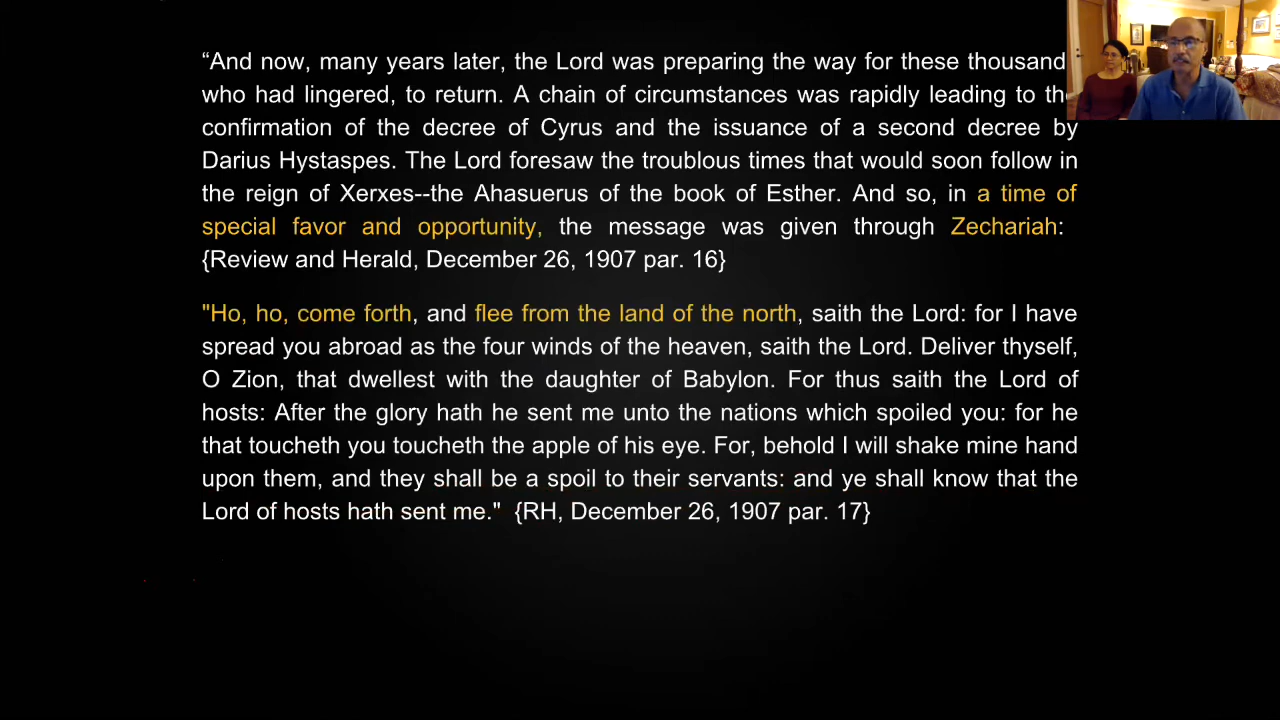 “And now, many years later, the Lord was preparing the way for these thousand
who had lingered, to return. A chain of circumstances was rapidly leading to the
confirmation of the decree of Cyrus and the issuance of a second decree by
Darius Hystaspes. The Lord foresaw the troublous times that would soon follow in
the reign of Xerxes--the Ahasuerus of the book of Esther. And so, in a time of
special favor and opportunity, the message was given through Zechariah:
{Review and Herald, December 26, 1907 par. 16}
"Ho, ho, come forth, and flee from the land of the north, saith the Lord: for I have
spread you abroad as the four winds of the heaven, saith the Lord. Deliver thyself,
O Zion, that dwellest with the daughter of Babylon. For thus saith the Lord of
hosts: After the glory hath he sent me unto the nations which spoiled you: for he
that toucheth you toucheth the apple of his eye. For, behold I will shake mine hand
upon them, and they shall be a spoil to their servants: and ye shall know that the
Lord of hosts hath sent me." {RH, December 26, 1907 par. 17}